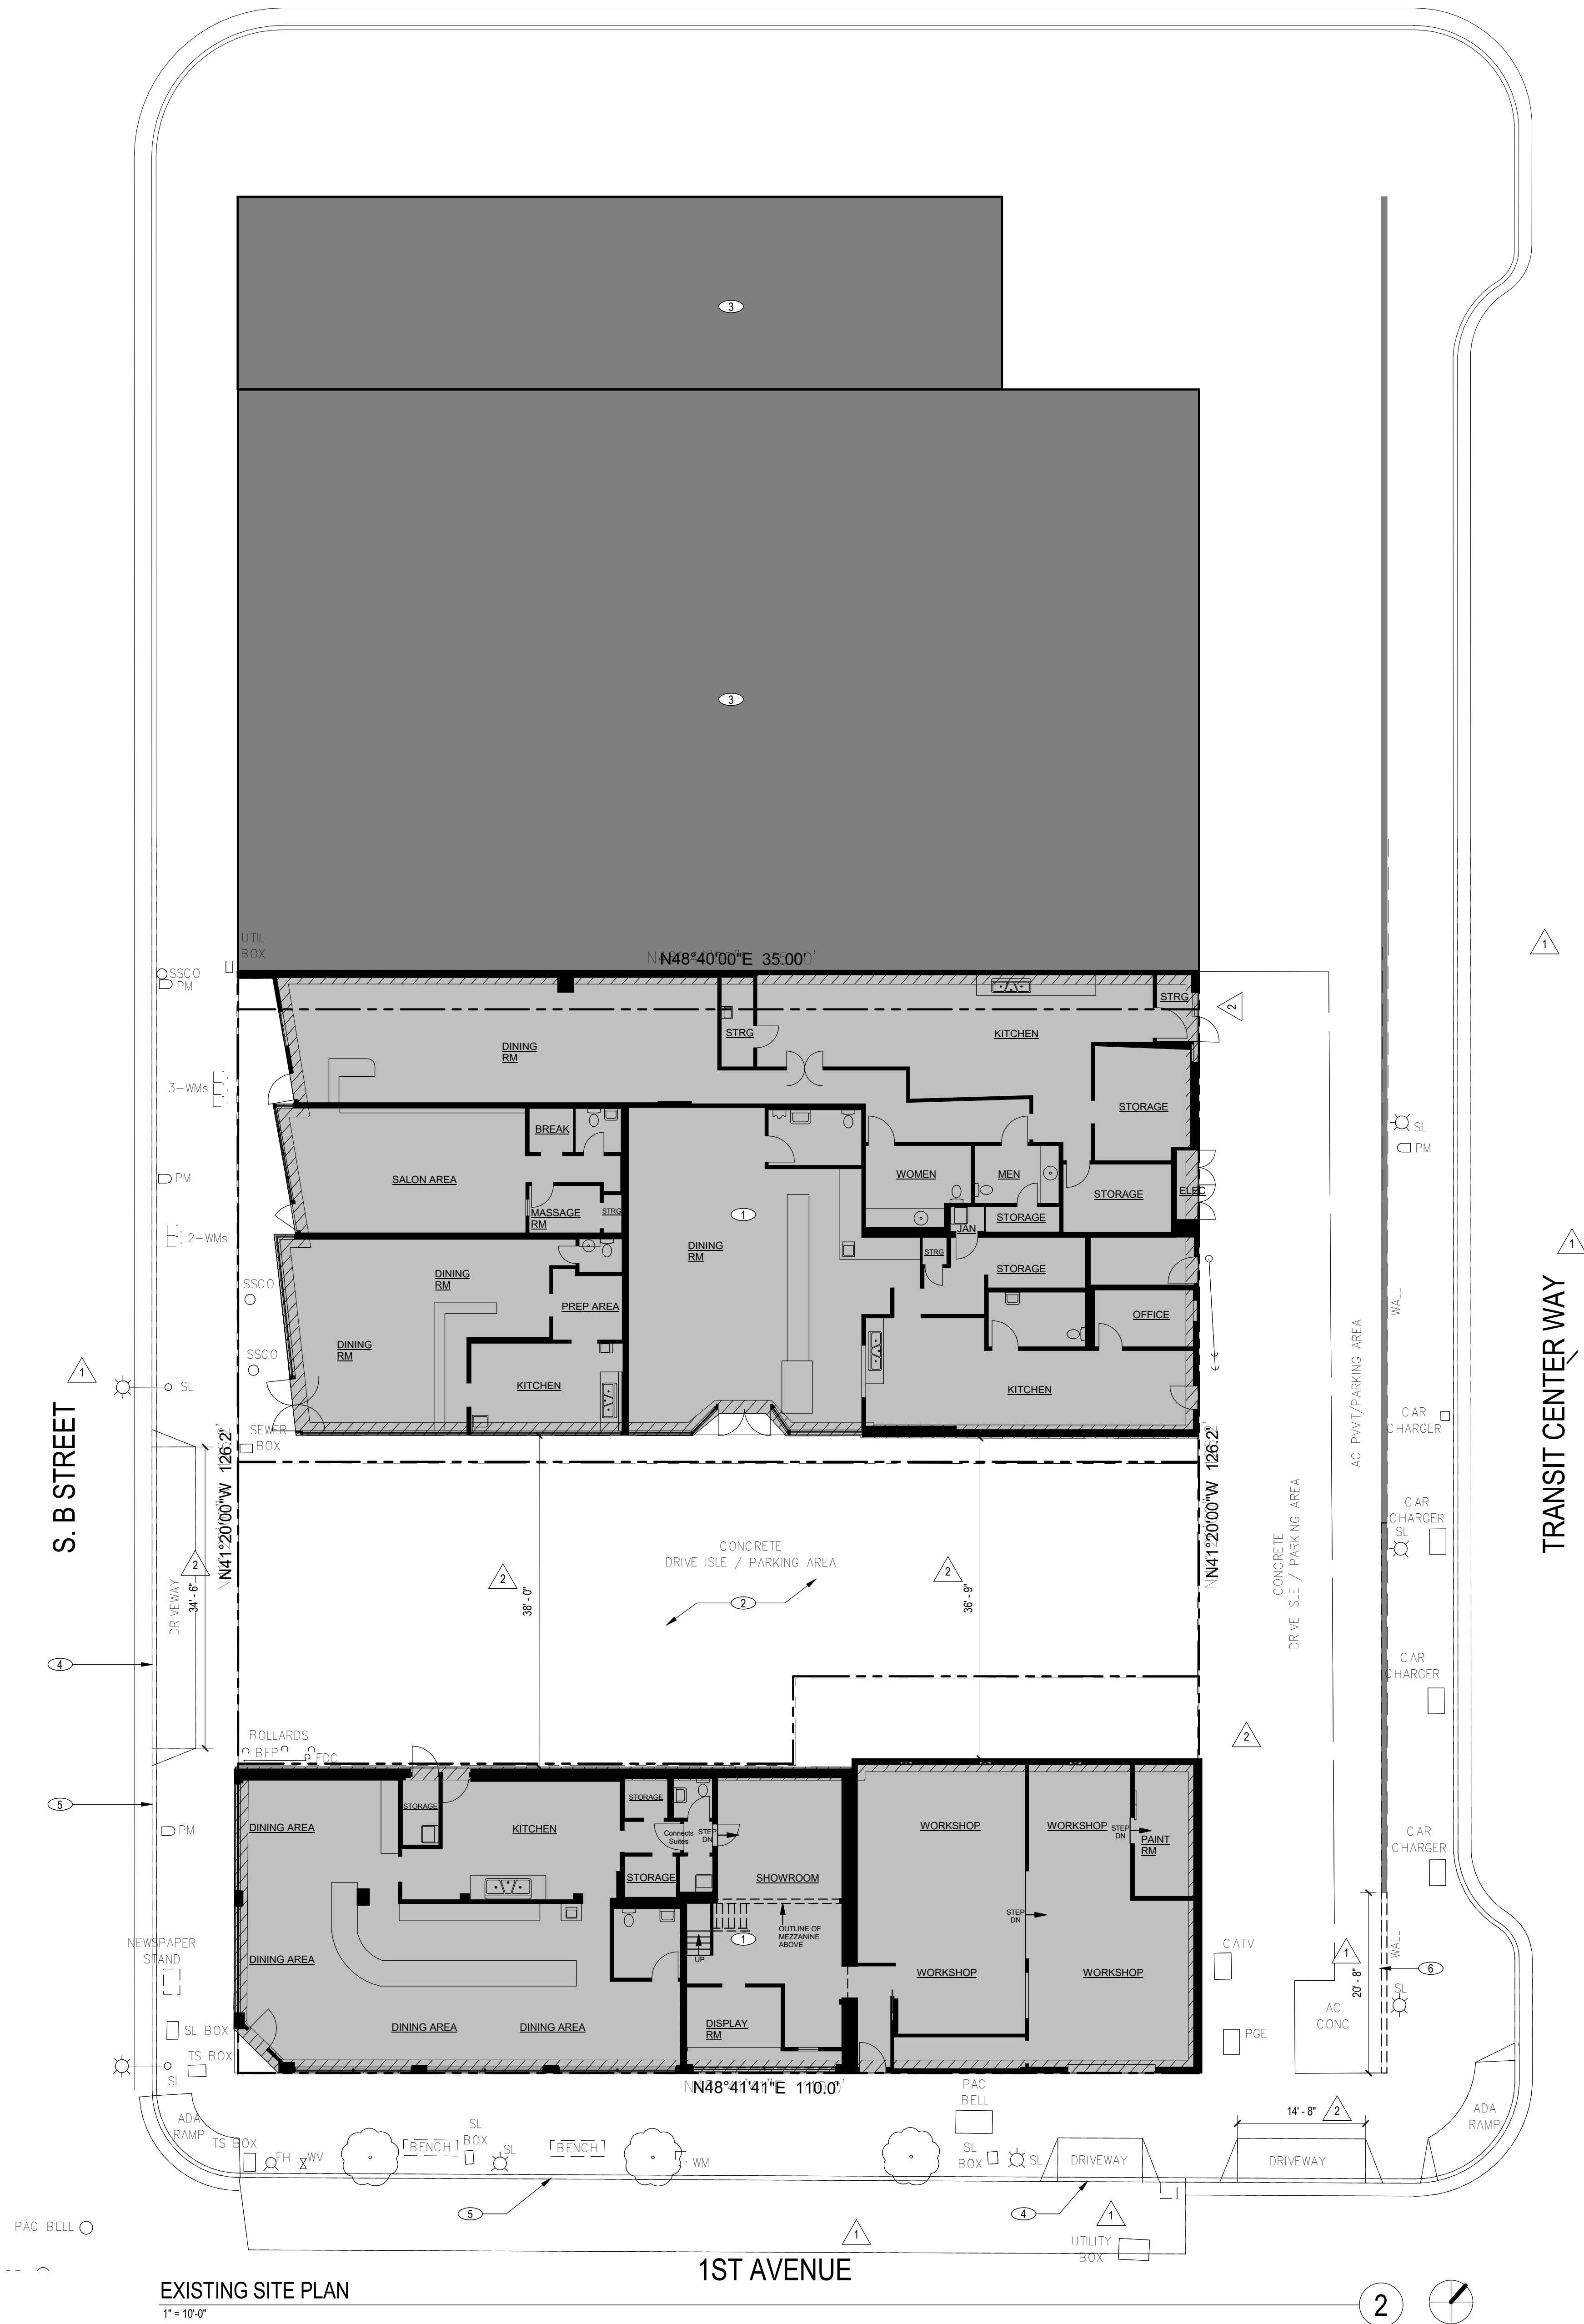 3
3
UTIL
BOX
N48°40'00"E 35.00'
1
SSCO
PM
STRG
2
DINING
RM
STRG
KITCHEN
3-WMs
STORAGE
SL
PM
BREAK
SALON AREA
WOMEN
MEN
PM
MASSAGE
RM
STRG
STORAGE
ELEC
1
STORAGE
JAN
2-WMs
DINING
RM
STRG
1
DINING
RM
STORAGE
SSCO
PREP AREA
OFFICE
WALL
DINING
RM
SSCO
1
SL
KITCHEN
KITCHEN
AC PVMT/PARKING AREA
TRANSIT CENTER WAY
S. B STREET
SEWER
BOX
CAR
CHARGER
N41°20'00"W 126.2'
N41°20'00"W 126.2'
CAR
CHARGER
SL
CONCRETE
DRIVE ISLE / PARKING AREA
CONCRETE
DRIVE ISLE / PARKING AREA
2
DRIVEWAY
34' - 6"
2
38' - 0"
2
36' - 9"
2
4
CAR
CHARGER
BOLLARDS
BFP
FDC
2
5
PM
DINING AREA
STORAGE
KITCHEN
STORAGE
Connects
Suites
STEP
DN
SHOWROOM
WORKSHOP
WORKSHOP
STEP
DN
PAINT
RM
CAR
CHARGER
STORAGE
STEP
DN
OUTLINE OF
MEZZANINE
ABOVE
1
UP
NEWSPAPER
STAND
DINING AREA
WORKSHOP
WORKSHOP
CATV
1
WALL
6
20' - 8"
SL
SL BOX
DINING AREA
DINING AREA
DISPLAY
RM
AC
CONC
PGE
TS BOX
SL
N48°41'41"E 110.0'
PAC
BELL
14' - 8"
2
ADA
RAMP
ADA
RAMP
TS BOX
FH
WV
BENCH
SL
BOX
SL
BENCH
WM
SL
BOX
SL
DRIVEWAY
DRIVEWAY
5
4
1
1
PAC BELL
UTILITY
BOX
1ST AVENUE
EXISTING SITE PLAN
1" = 10'-0"
2